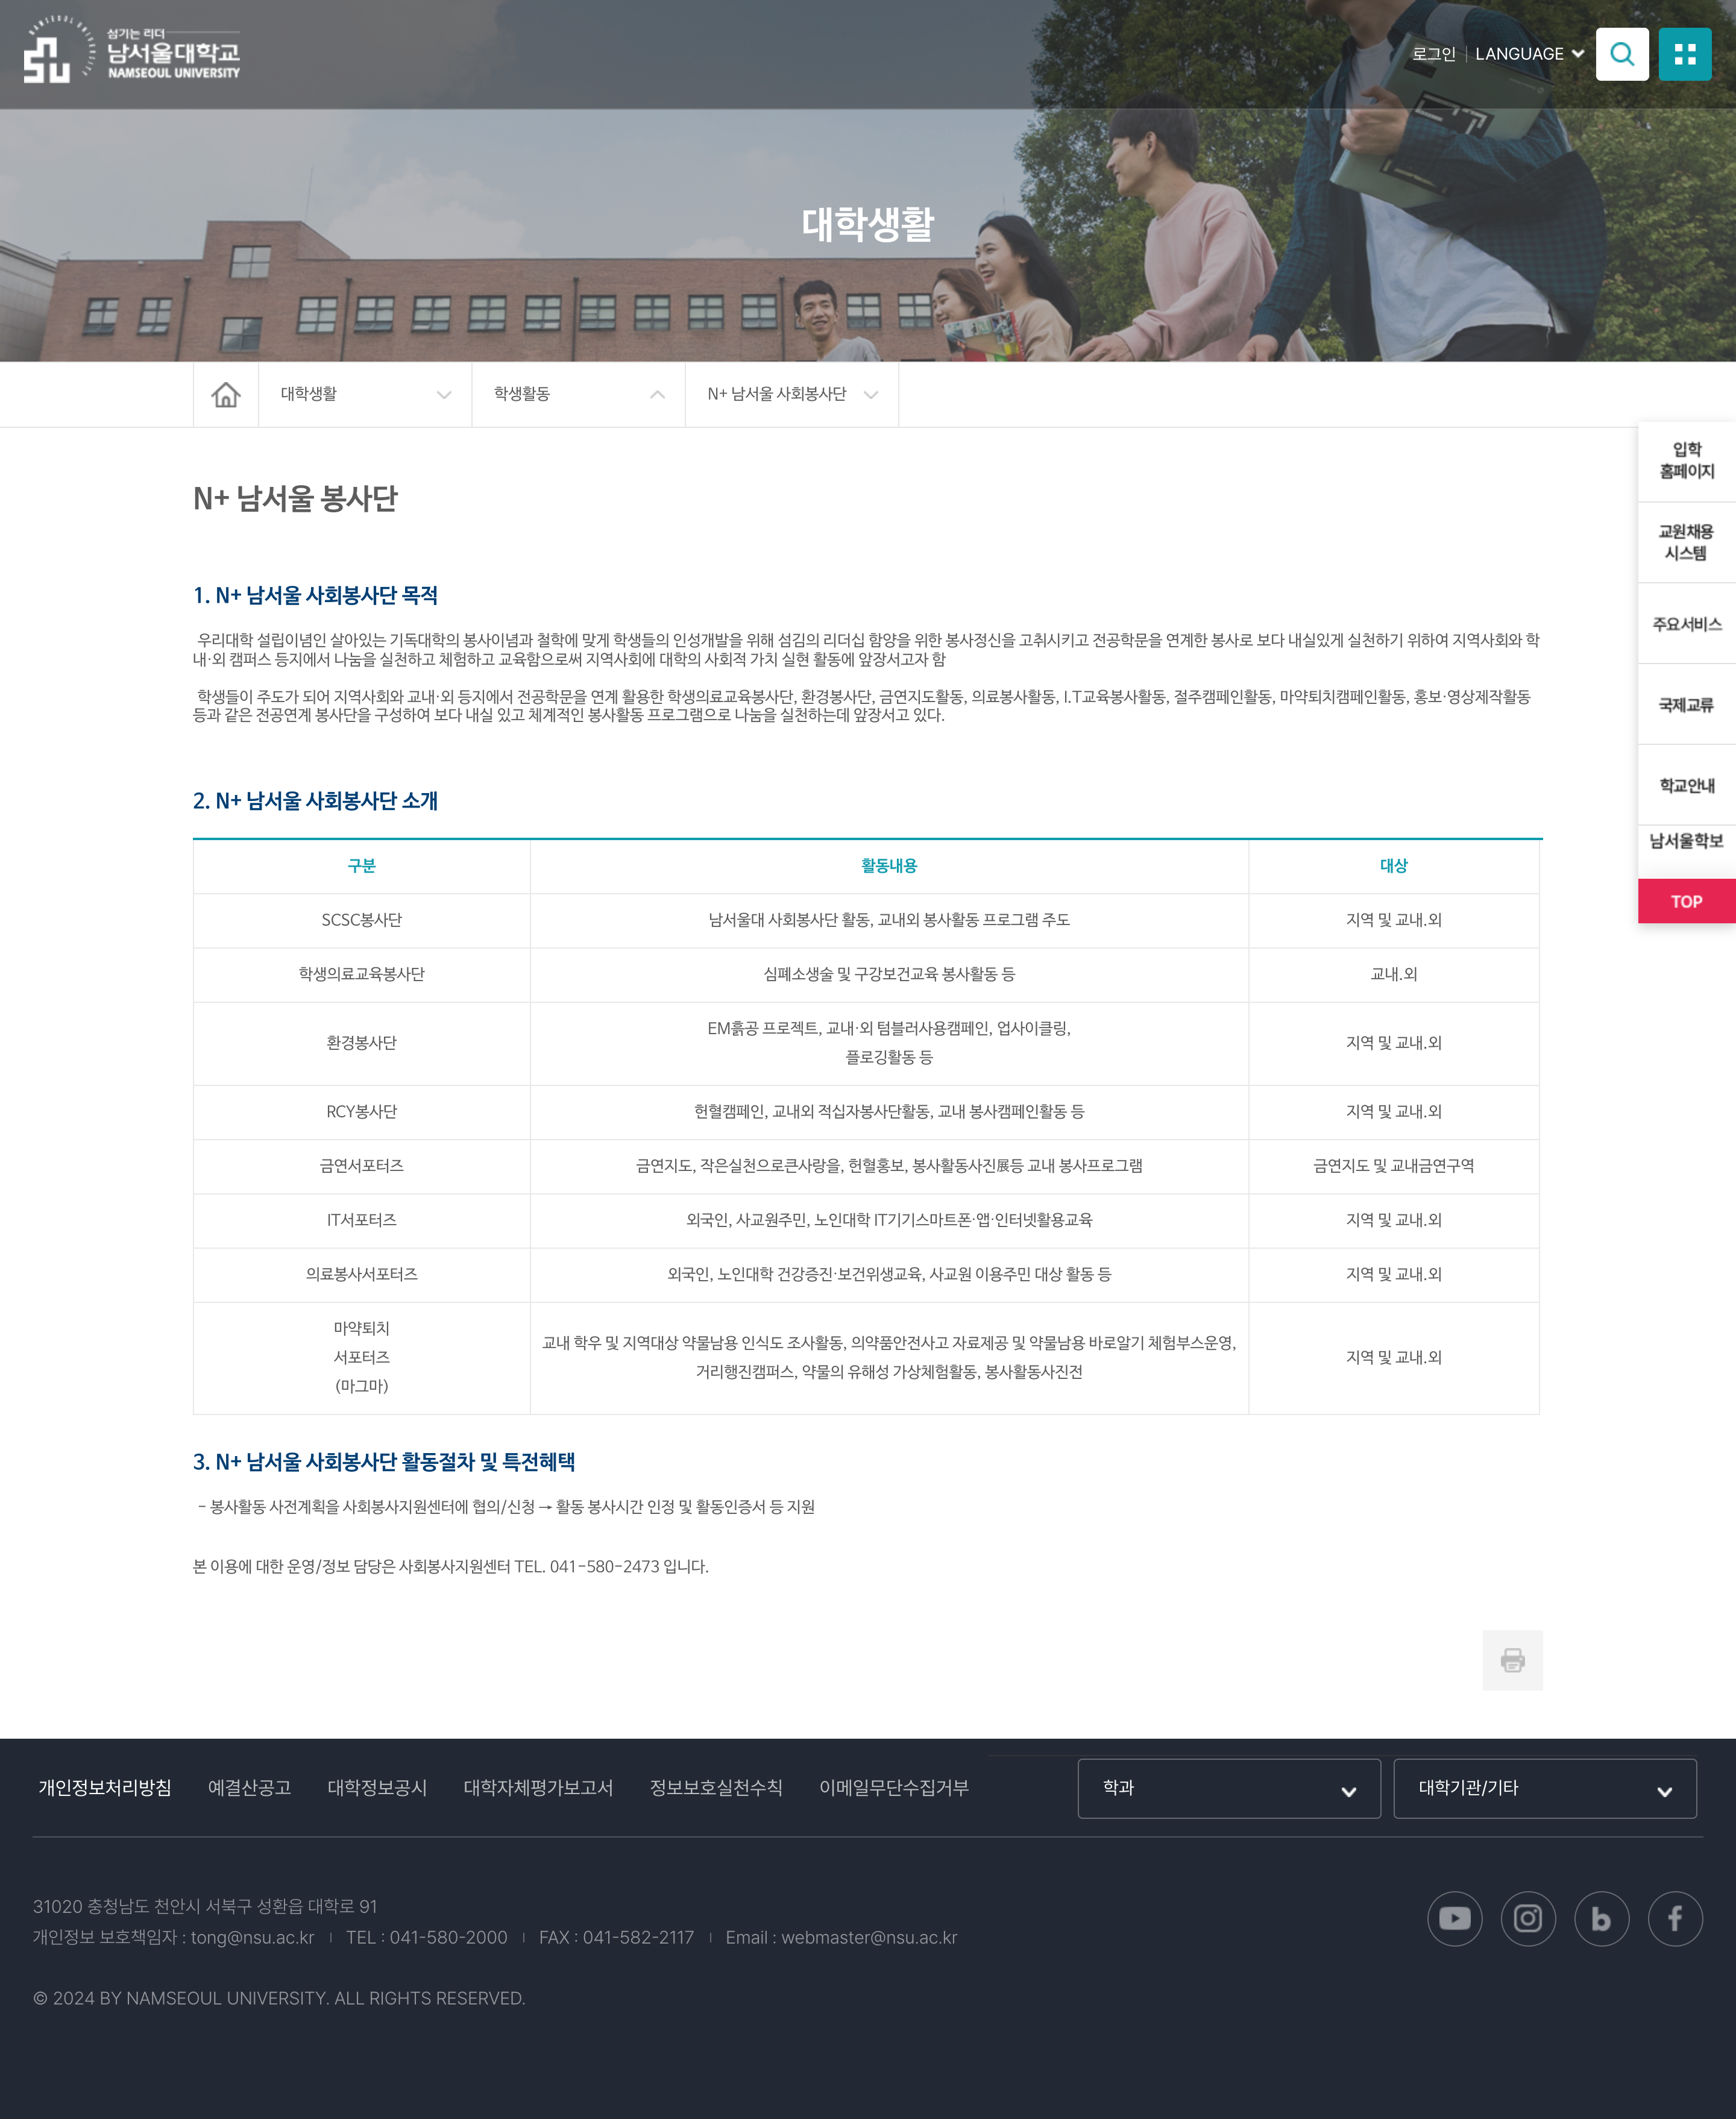 NAMSEOUL UNIVERSITY
섬기는 리더
남서울대학교
NAMSEOUL UNIVERSITY
로그인
LANGUAGE
대학생활
대학생활
학생활동
N+ 남서울 사회봉사단
입학
홈페이지
교원채용
시스템
주요서비스
국제교류
학교안내
남서울학보
TOP
N+ 남서울 봉사단
1. N+ 남서울 사회봉사단 목적
우리대학 설립이념인 살아있는 기독대학의 봉사이념과 철학에 맞게 학생들의 인성개발을 위해 섬김의 리더십 함양을 위한 봉사정신을 고취시키고 전공학문을 연계한 봉사로 보다 내실있게 실천하기 위하여 지역사회와 학
내·외 캠퍼스 등지에서 나눔을 실천하고 체험하고 교육함으로써 지역사회에 대학의 사회적 가치 실현 활동에 앞장서고자 함
학생들이 주도가 되어 지역사회와 교내·외 등지에서 전공학문을 연계 활용한 학생의료교육봉사단, 환경봉사단, 금연지도활동, 의료봉사활동, I.T교육봉사활동, 절주캠페인활동, 마약퇴치캠페인활동, 홍보·영상제작활동
등과 같은 전공연계 봉사단을 구성하여 보다 내실 있고 체계적인 봉사활동 프로그램으로 나눔을 실천하는데 앞장서고 있다.
2. N+ 남서울 사회봉사단 소개
구분 활동내용 대상
SCSC봉사단 남서울대 사회봉사단 활동, 교내외 봉사활동 프로그램 주도 지역 및 교내.외
학생의료교육봉사단 심폐소생술 및 구강보건교육 봉사활동 등 교내.외
환경봉사단 EM흙공 프로젝트, 교내·외 텀블러사용캠페인, 업사이클링, 지역 및 교내.외
플로깅활동 등
RCY봉사단 헌혈캠페인, 교내외 적십자봉사단활동, 교내 봉사캠페인활동 등 지역 및 교내.외
금연서포터즈 금연지도, 작은실천으로큰사랑을, 헌혈홍보, 봉사활동사진展등 교내 봉사프로그램 금연지도 및 교내금연구역
IT서포터즈 외국인, 사교원주민, 노인대학 IT기기스마트폰·앱·인터넷활용교육 지역 및 교내.외
의료봉사서포터즈 외국인, 노인대학 건강증진·보건위생교육, 사교원 이용주민 대상 활동 등 지역 및 교내.외
마약퇴치
서포터즈
(마그마)
교내 학우 및 지역대상 약물남용 인식도 조사활동, 의약품안전사고 자료제공 및 약물남용 바로알기 체험부스운영,
거리행진캠퍼스, 약물의 유해성 가상체험활동, 봉사활동사진전
지역 및 교내.외
3. N+ 남서울 사회봉사단 활동절차 및 특전혜택
- 봉사활동 사전계획을 사회봉사지원센터에 협의/신청 → 활동 봉사시간 인정 및 활동인증서 등 지원
본 이용에 대한 운영/정보 담당은 사회봉사지원센터 TEL. 041-580-2473 입니다.
개인정보처리방침 예결산공고 대학정보공시 대학자체평가보고서 정보보호실천수칙 이메일무단수집거부
학과
대학기관/기타
31020 충청남도 천안시 서북구 성환읍 대학로 91
개인정보 보호책임자 : tong@nsu.ac.kr TEL : 041-580-2000 FAX : 041-582-2117 Email : webmaster@nsu.ac.kr
© 2024 BY NAMSEOUL UNIVERSITY. ALL RIGHTS RESERVED.